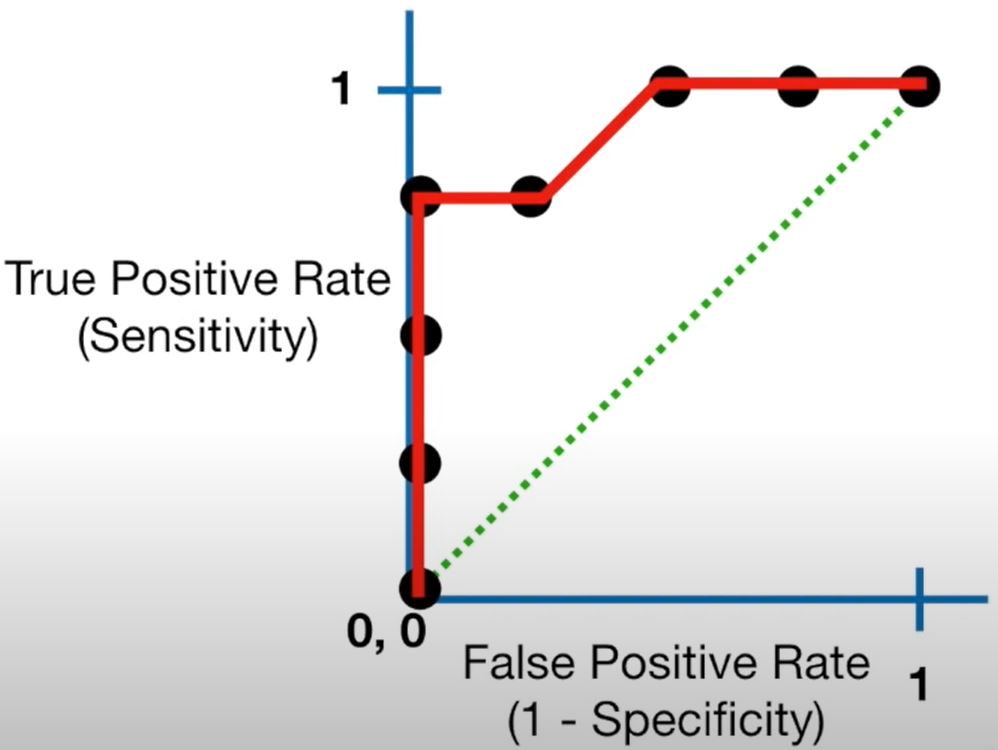 1
True Positive Rate
(Sensitivity)
0, 0
False Positive Rate
(1 - Specificity)
1